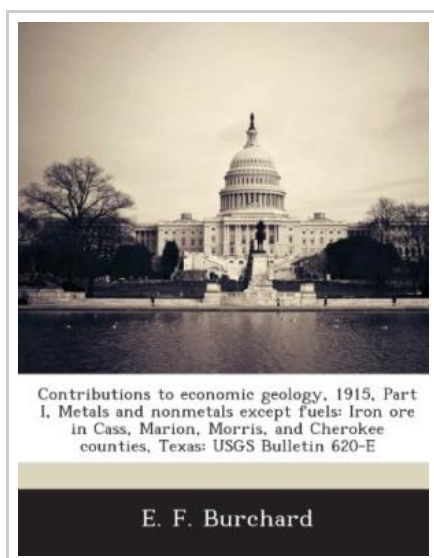 Contributions to economic geology, 1915, Part
I, Metals and nonmetals except fuels: Iron ore
in Cass, Marion, Morris, and Cherokee
counties, Texas: USGS Bulletin 620-E
E. F. Burchard